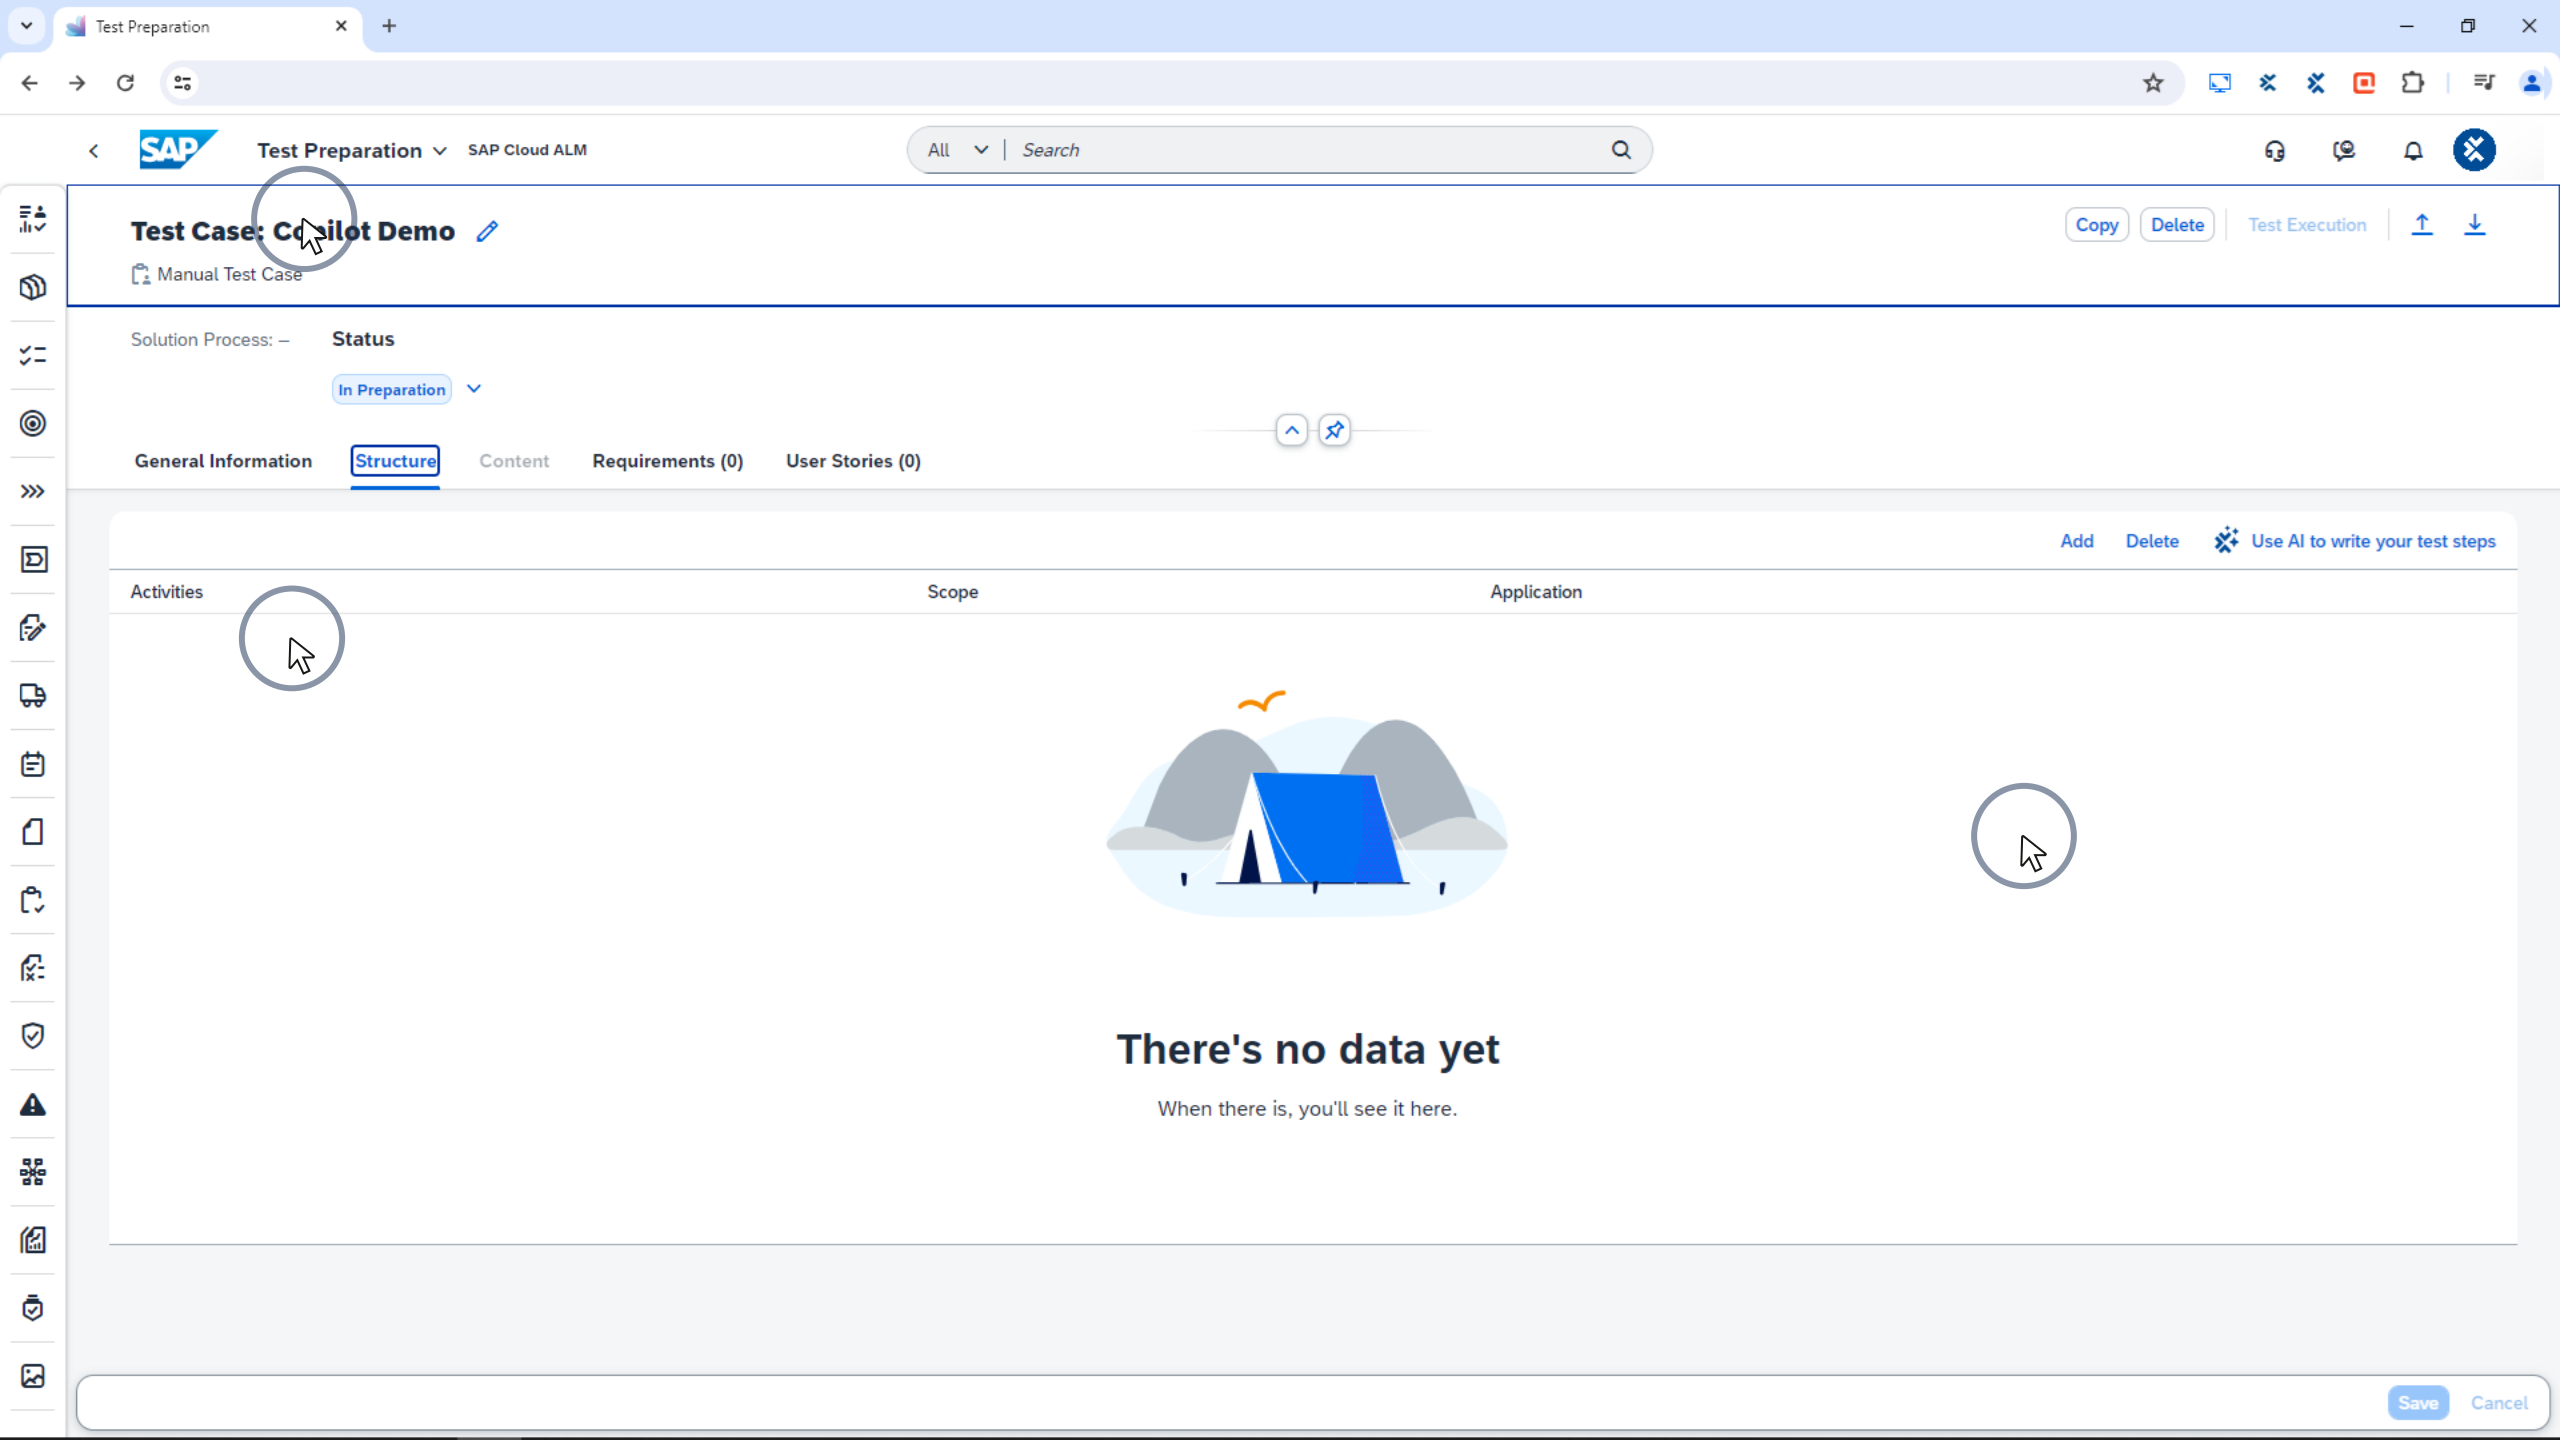 Test Preparation
SAP Test Preparation SAP Cloud ALM All Search
Test Case: Copilot Demo Copy Delete Test Execution
Manual Test Case
Solution Process: – Status
In Preparation
General Information Structure Content Requirements (0) User Stories (0)
Add Delete Use AI to write your test steps
Activities Scope Application
There's no data yet
When there is, you'll see it here.
Save Cancel